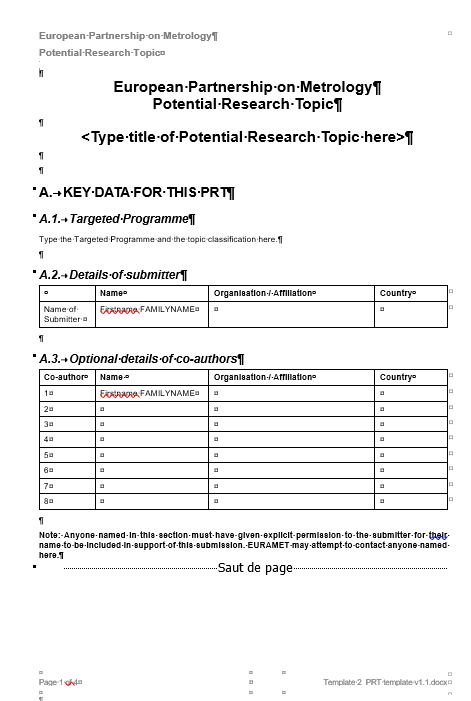 European Partnership on Metrology
Potential Research Topic
European Partnership on Metrology
Potential Research Topic
<Type title of Potential Research Topic here>
A. KEY DATA FOR THIS PRT
A.1. Targeted Programme
Type the Targeted Programme and the topic classification here.
A.2. Details of submitter
Name Organisation / Affiliation Country
Name of Submitter Firstname FAMILYNAME
A.3. Optional details of co-authors
Co-author Name Organisation / Affiliation Country
1 Firstname FAMILYNAME
2
3
4
5
6
7
8
Note: Anyone named in this section must have given explicit permission to the submitter for their
name to be included in support of this submission. EURAMET may attempt to contact anyone named
here.
Saut de page
Page 1 of 4 Template 2 PRT template v1.1.docx